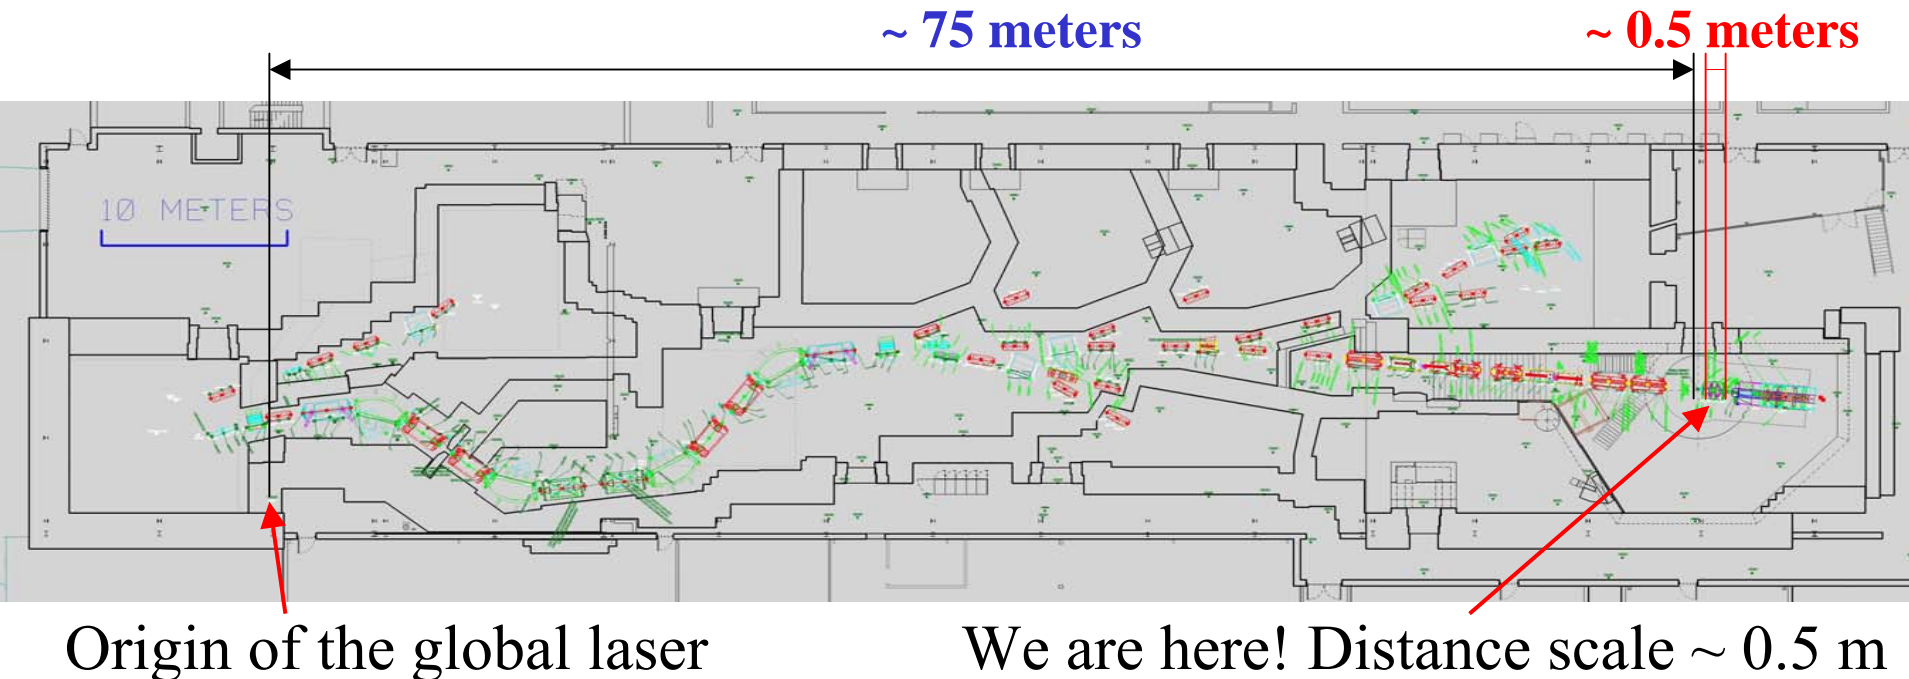 ~ 75 meters ~ 0.5 meters
10 METERS
Origin of the global laser We are here! Distance scale ~ 0.5 m